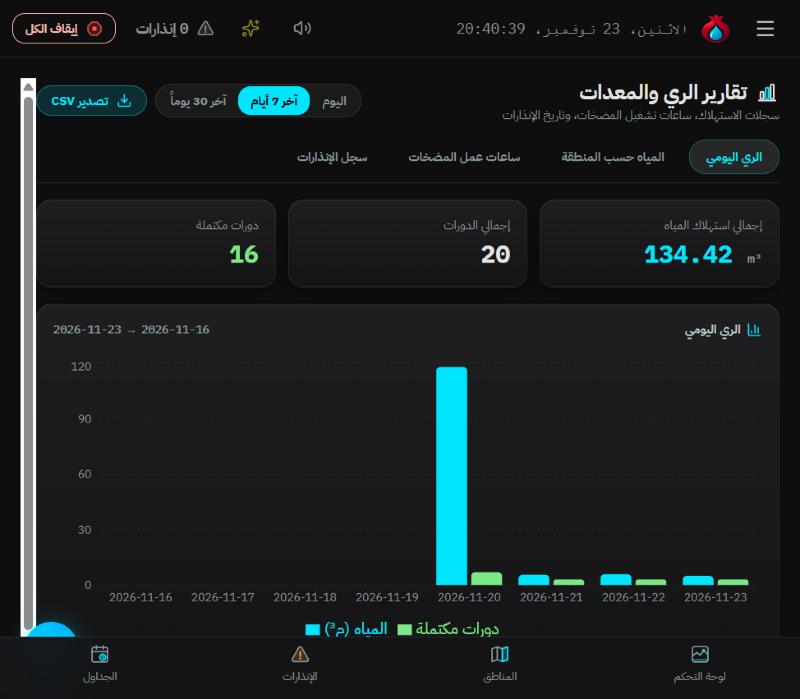 الاثنين، 23 نوفمبر، 20:40:39
0 إنذارات
إيقاف الكل
تقارير الري والمعدات
سجلات الاستهلاك، ساعات تشغيل المضخات، وتاريخ الإنذارات
اليوم
آخر 7 أيام
آخر 30 يوماً
تصدير CSV
الري اليومي
المياه حسب المنطقة
ساعات عمل المضخات
سجل الإنذارات
إجمالي استهلاك المياه
134.42 m³
إجمالي الدورات
20
دورات مكتملة
16
الري اليومي
2026-11-23 → 2026-11-16
120
90
60
30
0
2026-11-16
2026-11-17
2026-11-18
2026-11-19
2026-11-20
2026-11-21
2026-11-22
2026-11-23
المياه (م³)
دورات مكتملة
لوحة التحكم
المناطق
الإنذارات
الجداول